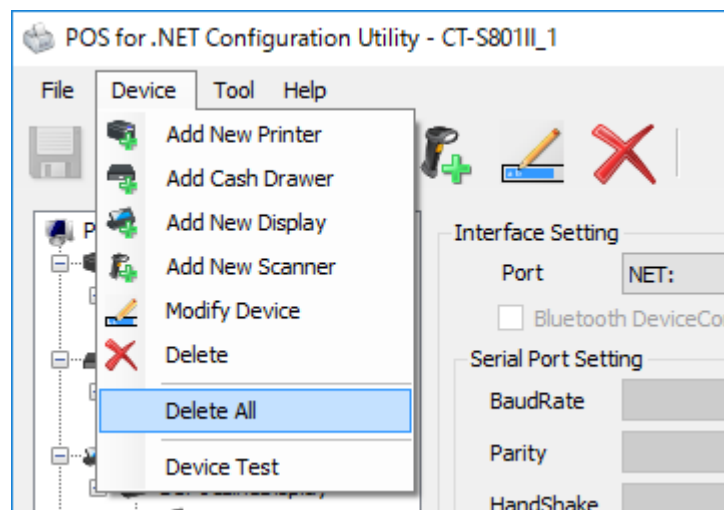 POS for .NET Configuration Utility - CT-S801II_1
File Device Tool Help
Add New Printer
Add Cash Drawer
Add New Display
Add New Scanner
Modify Device
Delete
Delete All
Device Test
P
Interface Setting
Port NET:
Bluetooth DeviceCo
Serial Port Setting
BaudRate
Parity
HandShake